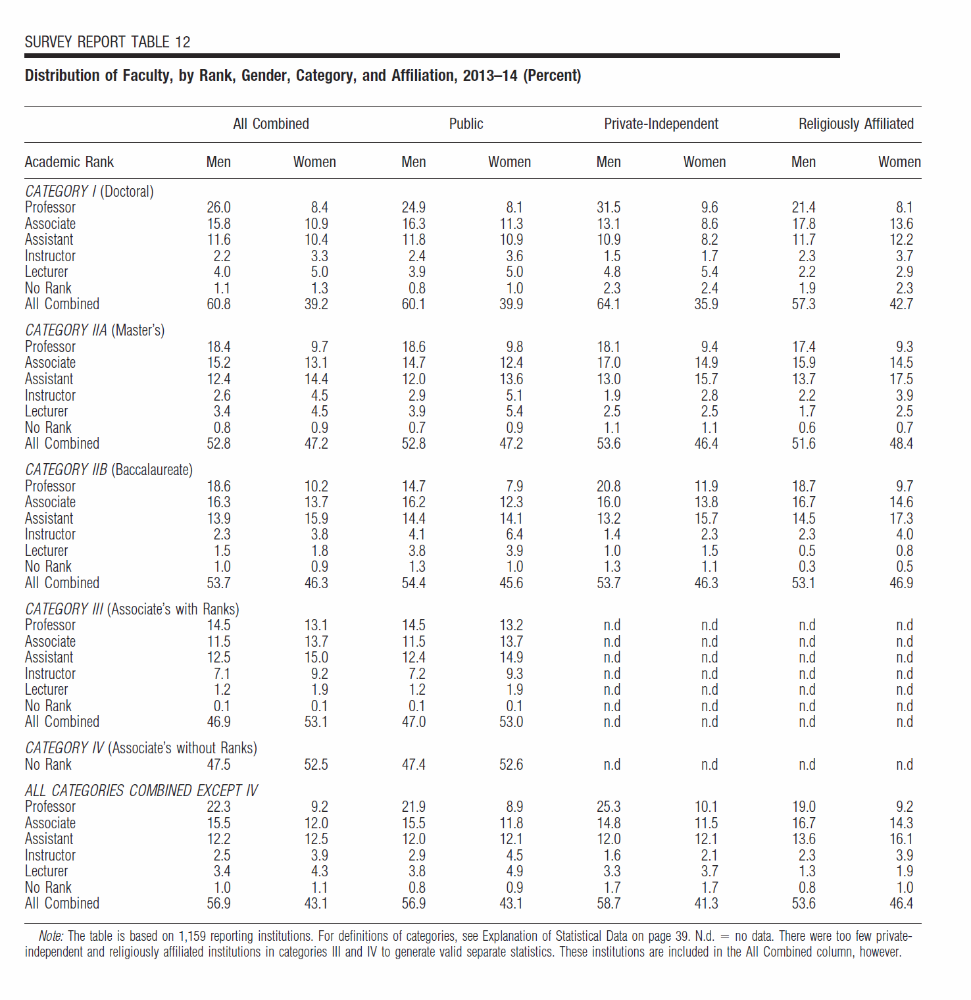 SURVEY REPORT TABLE 12
Distribution of Faculty, by Rank, Gender, Category, and Affiliation, 2013–14 (Percent)
All Combined Public Private-Independent Religiously Affiliated
Academic Rank Men Women Men Women Men Women Men Women
CATEGORY I (Doctoral)
Professor 26.0 8.4 24.9 8.1 31.5 9.6 21.4 8.1
Associate 15.8 10.9 16.3 11.3 13.1 8.6 17.8 13.6
Assistant 11.6 10.4 11.8 10.9 10.9 8.2 11.7 12.2
Instructor 2.2 3.3 2.4 3.6 1.5 1.7 2.3 3.7
Lecturer 4.0 5.0 3.9 5.0 4.8 5.4 2.2 2.9
No Rank 1.1 1.3 0.8 1.0 2.3 2.4 1.9 2.3
All Combined 60.8 39.2 60.1 39.9 64.1 35.9 57.3 42.7
CATEGORY IIA (Master's)
Professor 18.4 9.7 18.6 9.8 18.1 9.4 17.4 9.3
Associate 15.2 13.1 14.7 12.4 17.0 14.9 15.9 14.5
Assistant 12.4 14.4 12.0 13.6 13.0 15.7 13.7 17.5
Instructor 2.6 4.5 2.9 5.1 1.9 2.8 2.2 3.9
Lecturer 3.4 4.5 3.9 5.4 2.5 2.5 1.7 2.5
No Rank 0.8 0.9 0.7 0.9 1.1 1.1 0.6 0.7
All Combined 52.8 47.2 52.8 47.2 53.6 46.4 51.6 48.4
CATEGORY IIB (Baccalaureate)
Professor 18.6 10.2 14.7 7.9 20.8 11.9 18.7 9.7
Associate 16.3 13.7 16.2 12.3 16.0 13.8 16.7 14.6
Assistant 13.9 15.9 14.4 14.1 13.2 15.7 14.5 17.3
Instructor 2.3 3.8 4.1 6.4 1.4 2.3 2.3 4.0
Lecturer 1.5 1.8 3.8 3.9 1.0 1.5 0.5 0.8
No Rank 1.0 0.9 1.3 1.0 1.3 1.1 0.3 0.5
All Combined 53.7 46.3 54.4 45.6 53.7 46.3 53.1 46.9
CATEGORY III (Associate's with Ranks)
Professor 14.5 13.1 14.5 13.2 n.d n.d n.d n.d
Associate 11.5 13.7 11.5 13.7 n.d n.d n.d n.d
Assistant 12.5 15.0 12.4 14.9 n.d n.d n.d n.d
Instructor 7.1 9.2 7.2 9.3 n.d n.d n.d n.d
Lecturer 1.2 1.9 1.2 1.9 n.d n.d n.d n.d
No Rank 0.1 0.1 0.1 0.1 n.d n.d n.d n.d
All Combined 46.9 53.1 47.0 53.0 n.d n.d n.d n.d
CATEGORY IV (Associate's without Ranks)
No Rank 47.5 52.5 47.4 52.6 n.d n.d n.d n.d
ALL CATEGORIES COMBINED EXCEPT IV
Professor 22.3 9.2 21.9 8.9 25.3 10.1 19.0 9.2
Associate 15.5 12.0 15.5 11.8 14.8 11.5 16.7 14.3
Assistant 12.2 12.5 12.0 12.1 12.0 12.1 13.6 16.1
Instructor 2.5 3.9 2.9 4.5 1.6 2.1 2.3 3.9
Lecturer 3.4 4.3 3.8 4.9 3.3 3.7 1.3 1.9
No Rank 1.0 1.1 0.8 0.9 1.7 1.7 0.8 1.0
All Combined 56.9 43.1 56.9 43.1 58.7 41.3 53.6 46.4
Note: The table is based on 1,159 reporting institutions. For definitions of categories, see Explanation of Statistical Data on page 39. N.d. = no data. There were too few private-
independent and religiously affiliated institutions in categories III and IV to generate valid separate statistics. These institutions are included in the All Combined column, however.